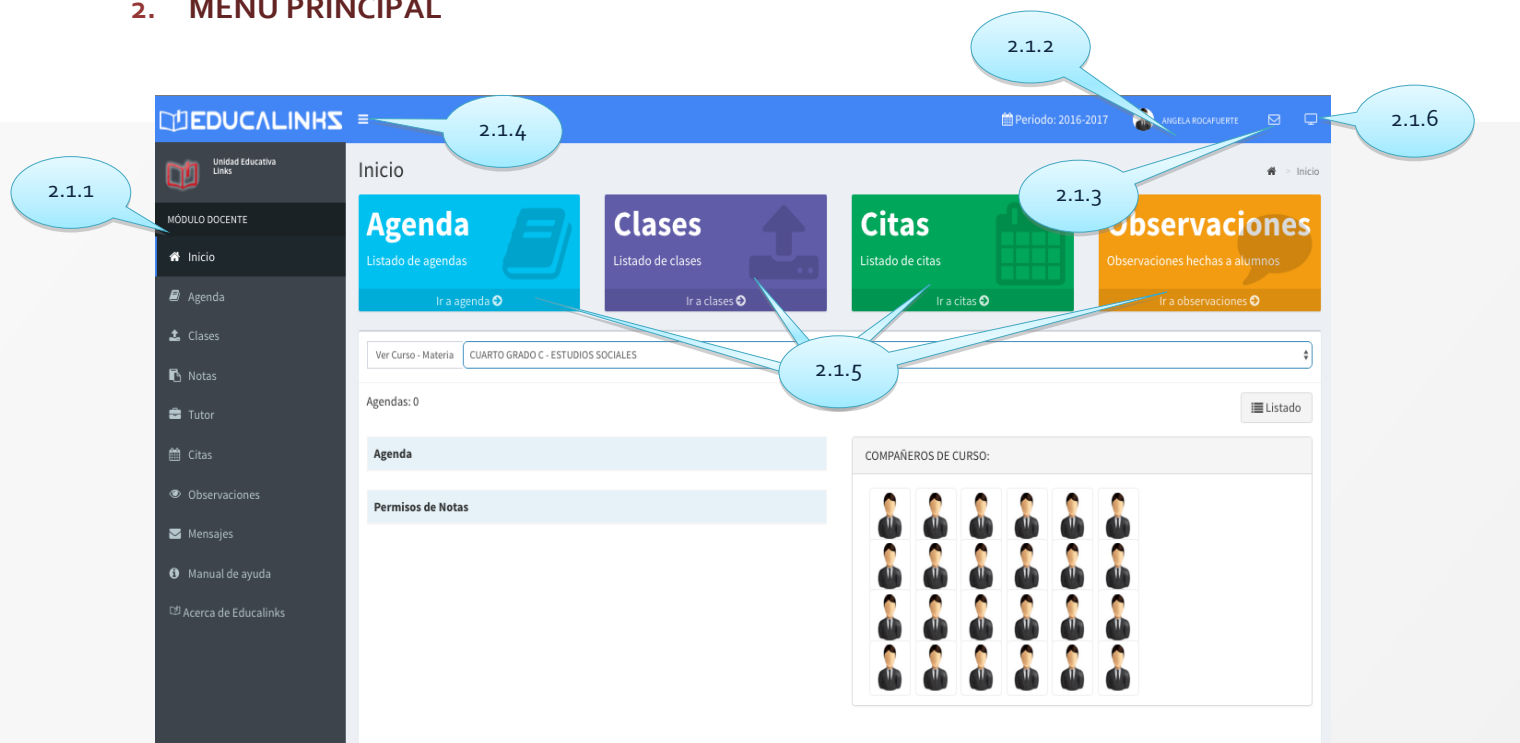 2. MENÚ PRINCIPAL
2.1.2
EDUCALINKS
2.1.4
Período: 2016-2017
ANGELA ROCAFUERTE
2.1.6
Unidad Educativa
Links
Inicio
> Inicio
2.1.1
2.1.3
MÓDULO DOCENTE
Agenda
Listado de agendas
Ir a agenda
Clases
Listado de clases
Ir a clases
Citas
Listado de citas
Ir a citas
Observaciones
Observaciones hechas a alumnos
Ir a observaciones
Inicio
Agenda
Clases
Notas
Tutor
Citas
Observaciones
Mensajes
Manual de ayuda
Acerca de Educalinks
Ver Curso - Materia
CUARTO GRADO C - ESTUDIOS SOCIALES
2.1.5
Agendas: 0
Listado
Agenda
Permisos de Notas
COMPAÑEROS DE CURSO: